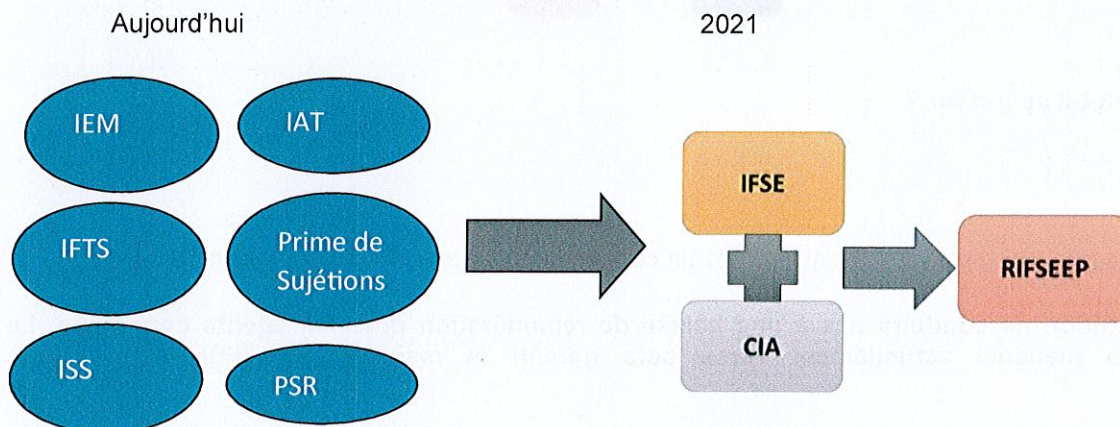 Aujourd'hui
2021
IEM
IAT
IFTS
Prime de
Sujétions
ISS
PSR
IFSE
CIA
RIFSEEP